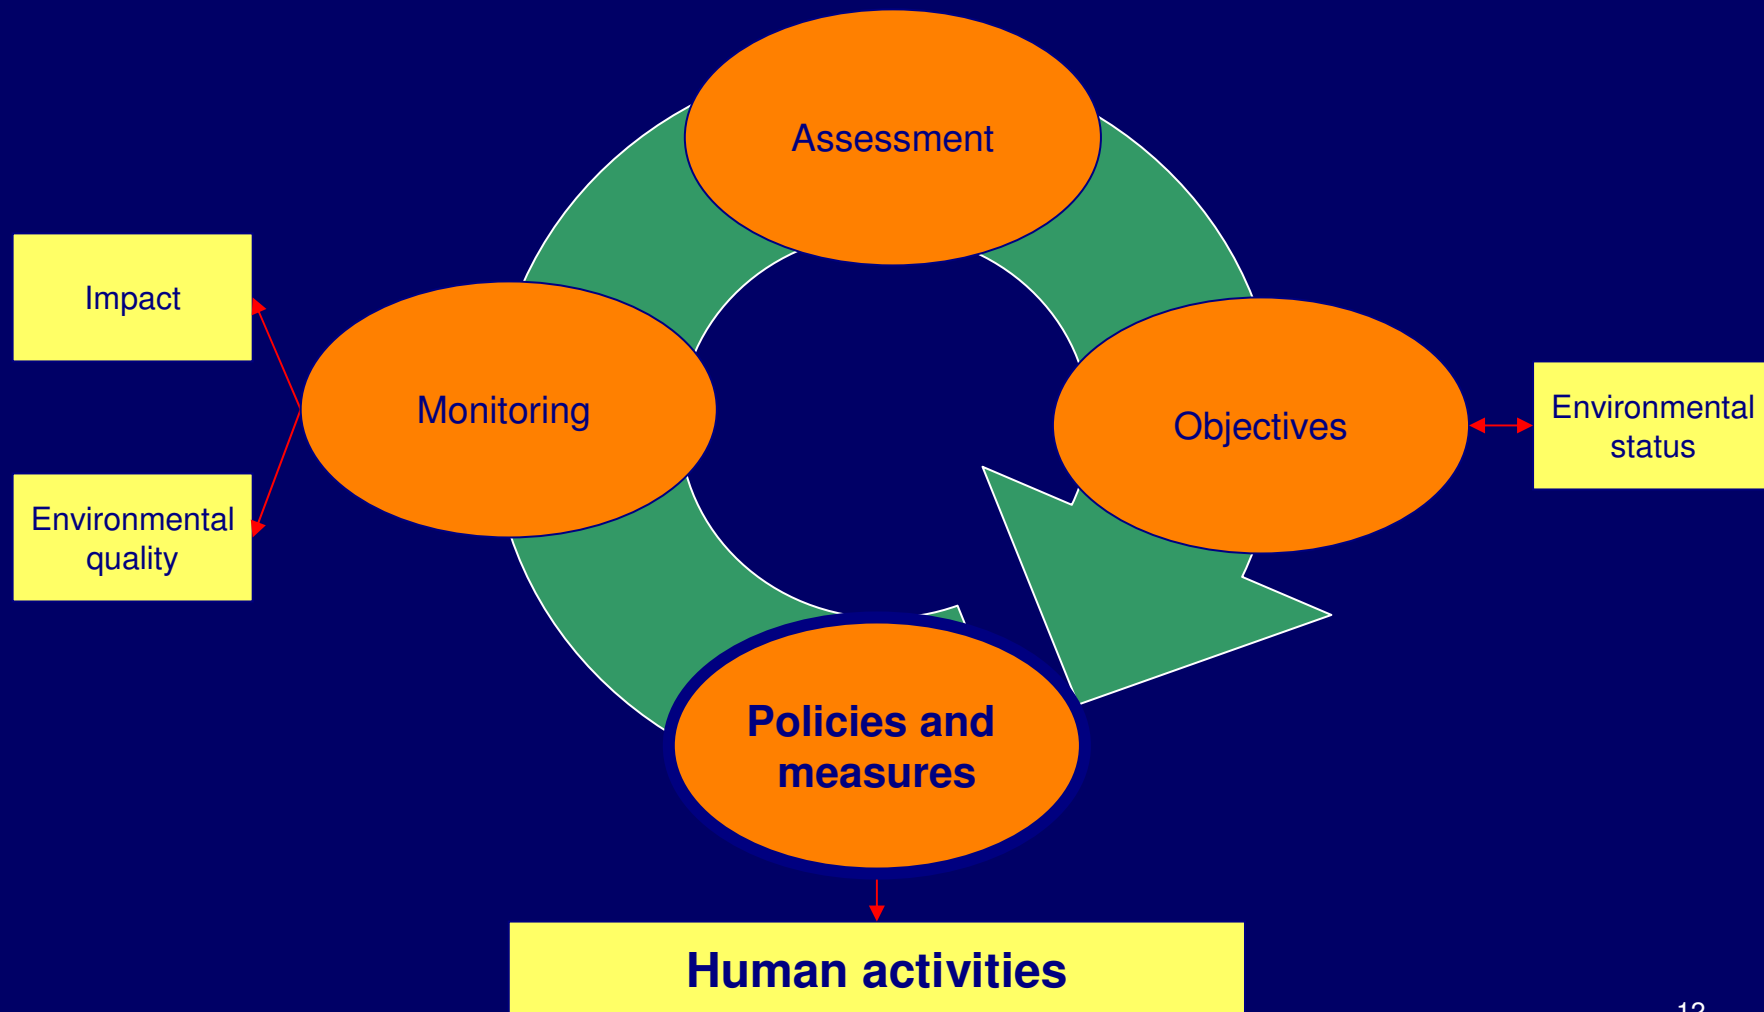 Assessment
Impact
Monitoring
Objectives
Environmental
status
Environmental
quality
Policies and
measures
Human activities